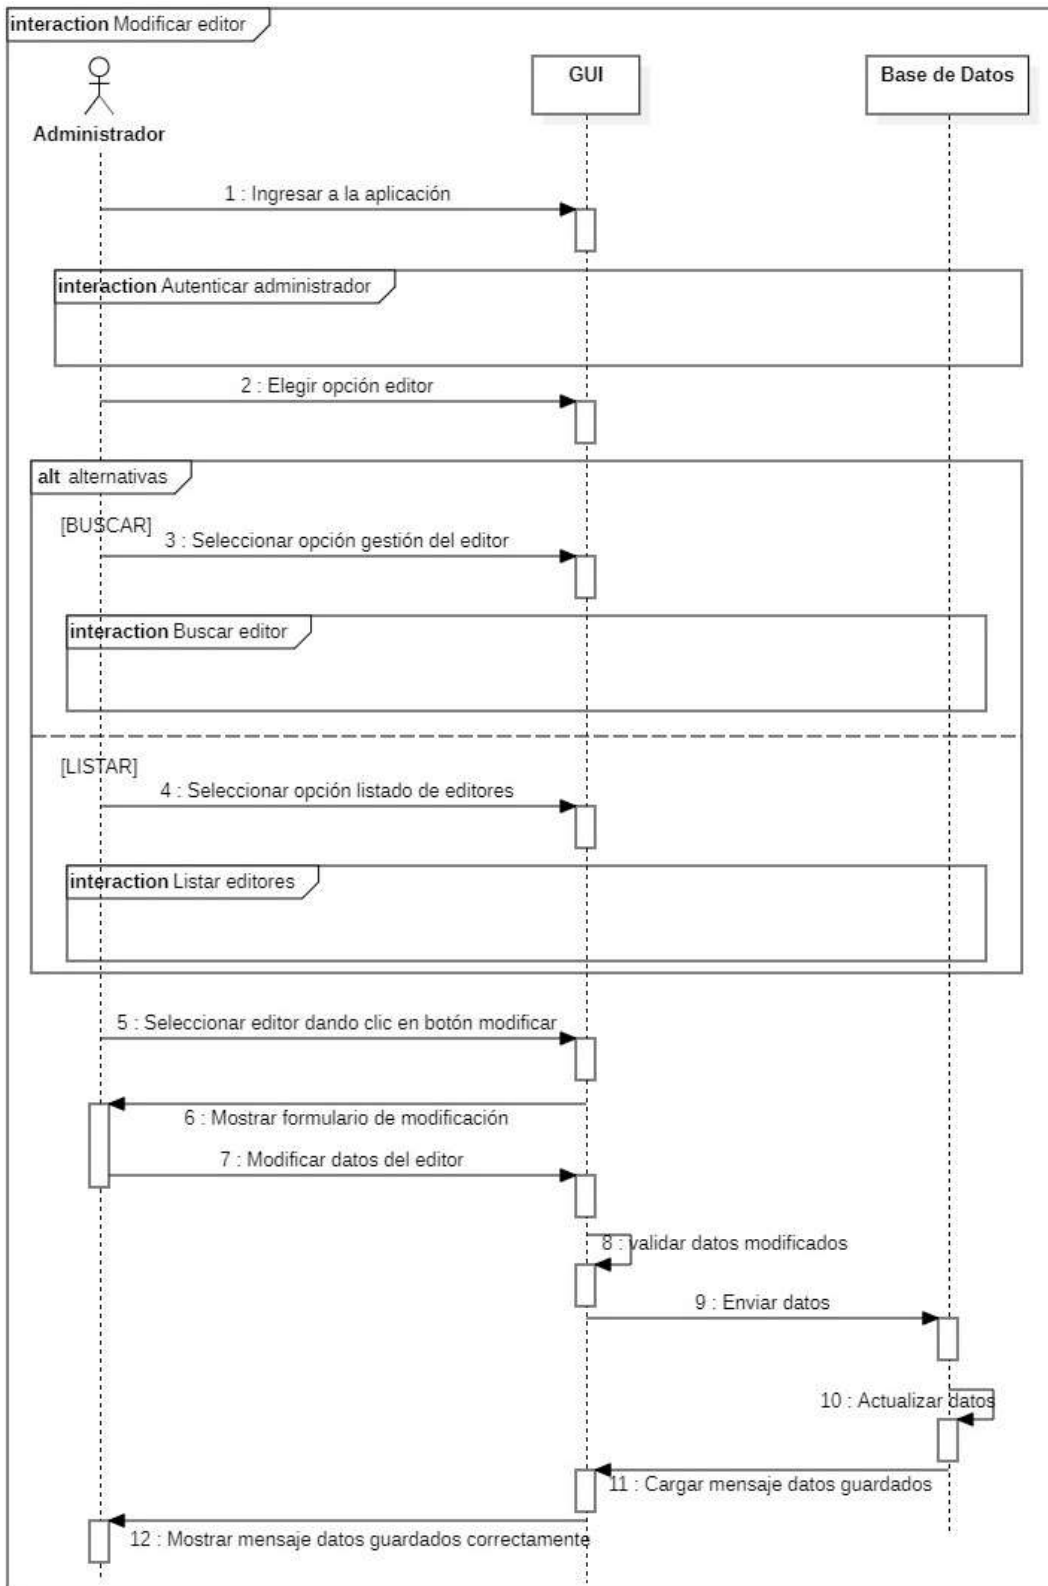 interaction Modificar editor
GUI
Base de Datos
Administrador
1 : Ingresar a la aplicación
interaction Autenticar administrador
2 : Elegir opción editor
alt alternativas
[BUSCAR]
3 : Seleccionar opción gestión del editor
interaction Buscar editor
[LISTAR]
4 : Seleccionar opción listado de editores
interaction Listar editores
5 : Seleccionar editor dando clic en botón modificar
6 : Mostrar formulario de modificación
7 : Modificar datos del editor
8 : validar datos modificados
9 : Enviar datos
10 : Actualizar datos
11 : Cargar mensaje datos guardados
12 : Mostrar mensaje datos guardados correctamente